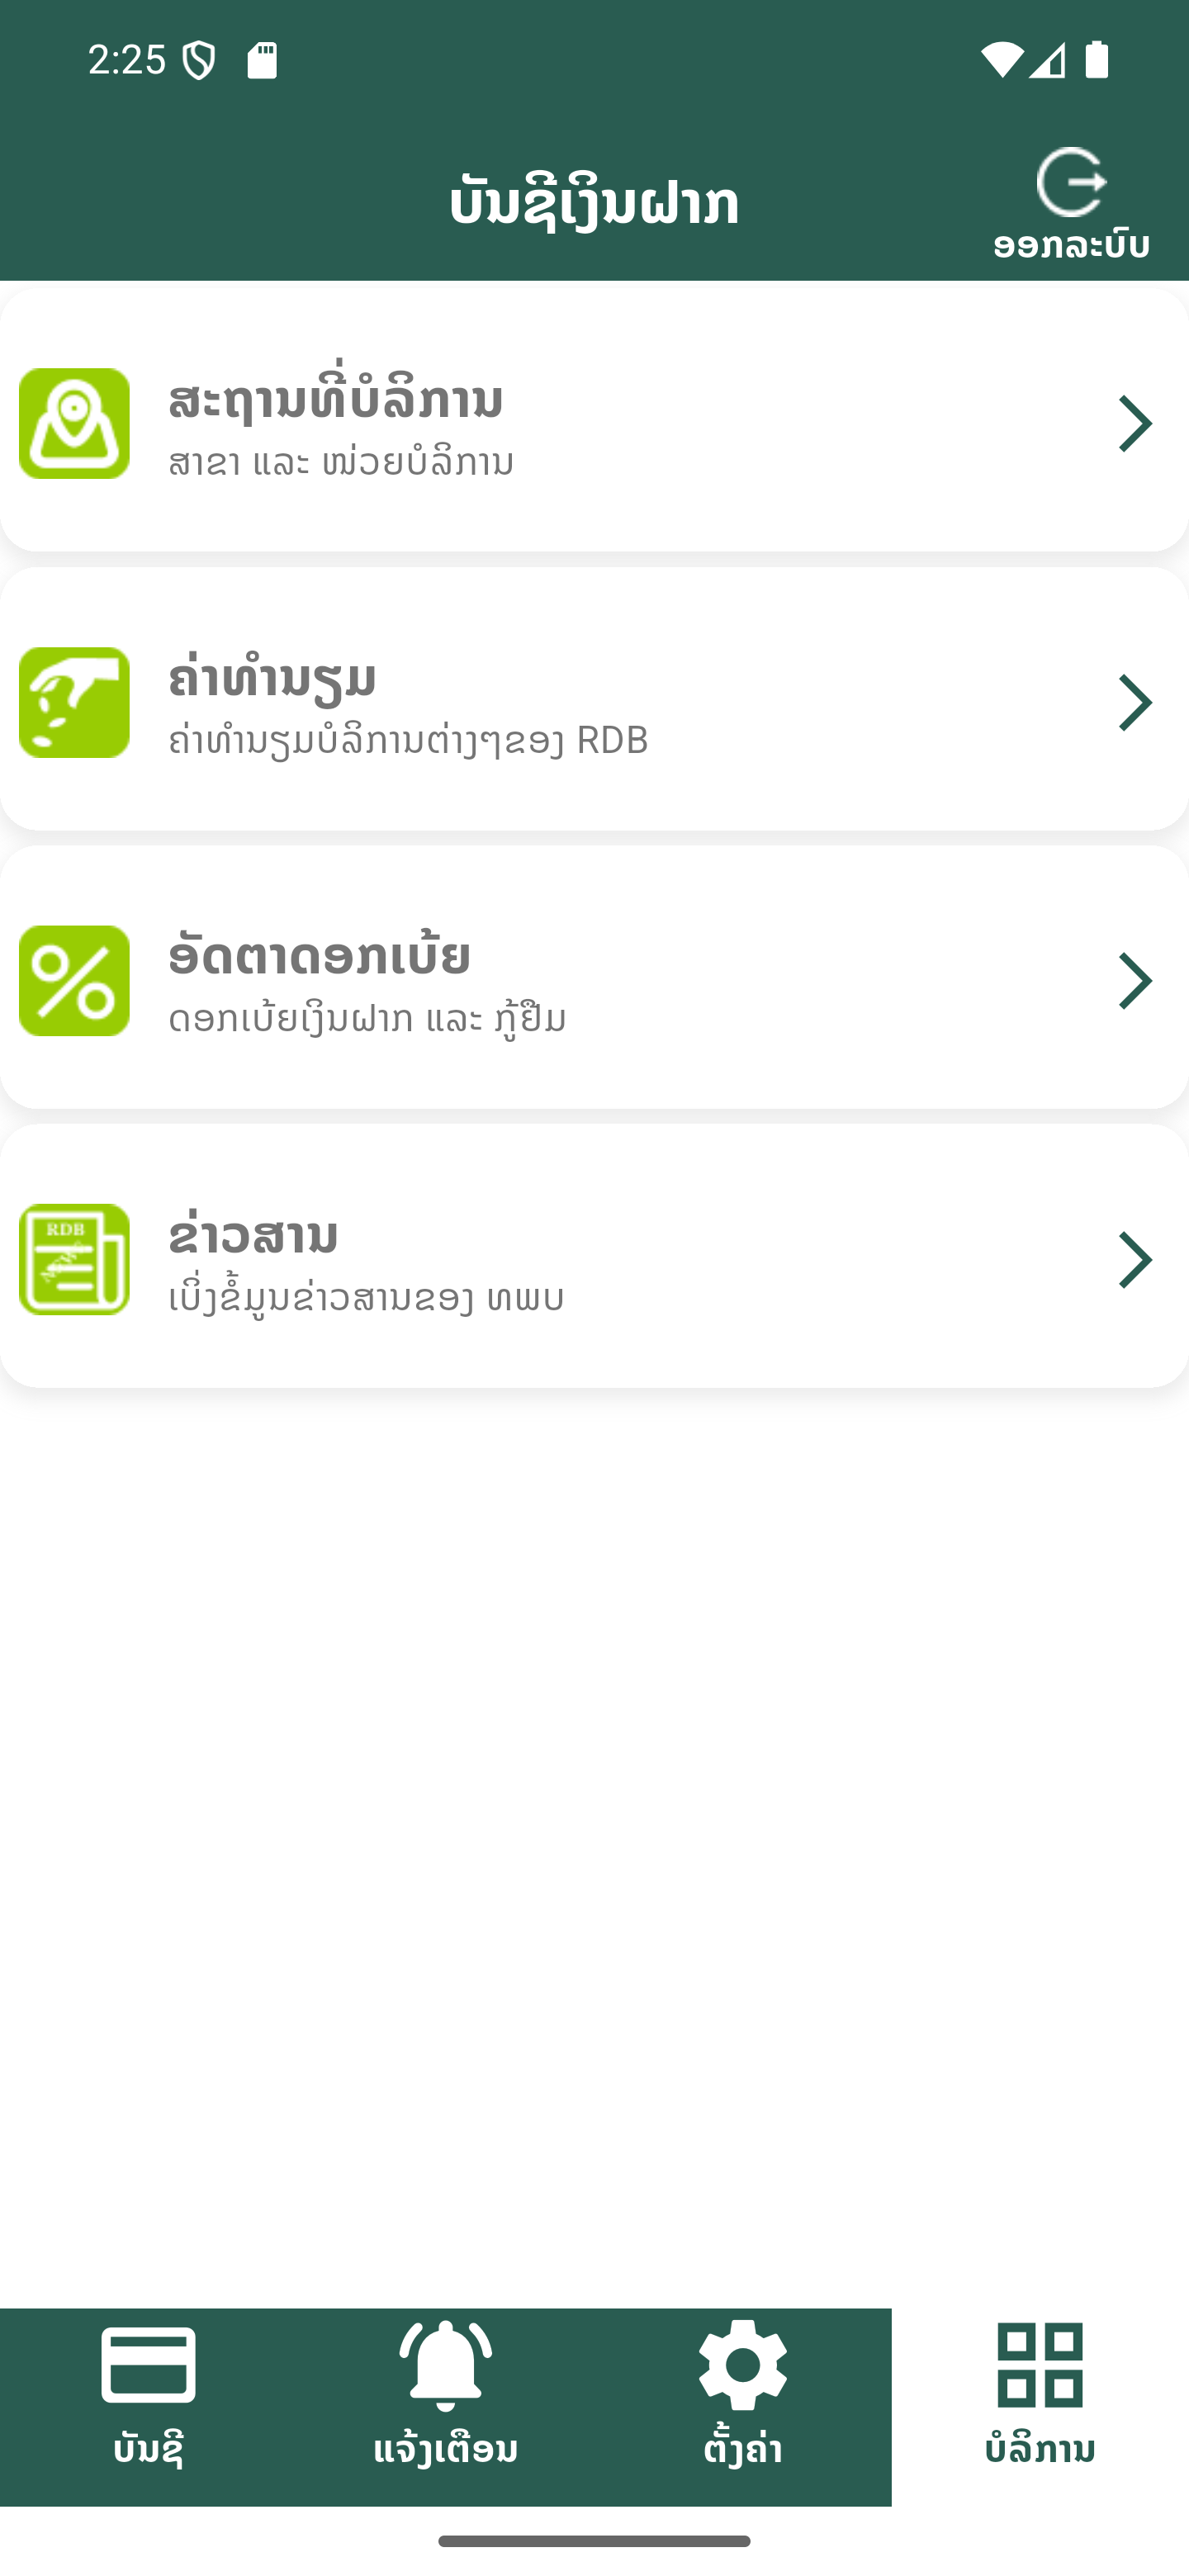 2:25
ບັນຊີເງິນຝາກ
ອອກລະບົບ
ສະຖານທີ່ບໍລິການ
ສາຂາ ແລະ ໜ່ວຍບໍລິການ
ຄ່າທຳນຽມ
ຄ່າທຳນຽມບໍລິການຕ່າງໆຂອງ RDB
ອັດຕາດອກເບ້ຍ
ດອກເບ້ຍເງິນຝາກ ແລະ ກູ້ຢືມ
RDB
NEWS
ຂ່າວສານ
ເບິ່ງຂໍ້ມູນຂ່າວສານຂອງ ທພບ
ບັນຊີ
ແຈ້ງເຕືອນ
ຕັ້ງຄ່າ
ບໍລິການ